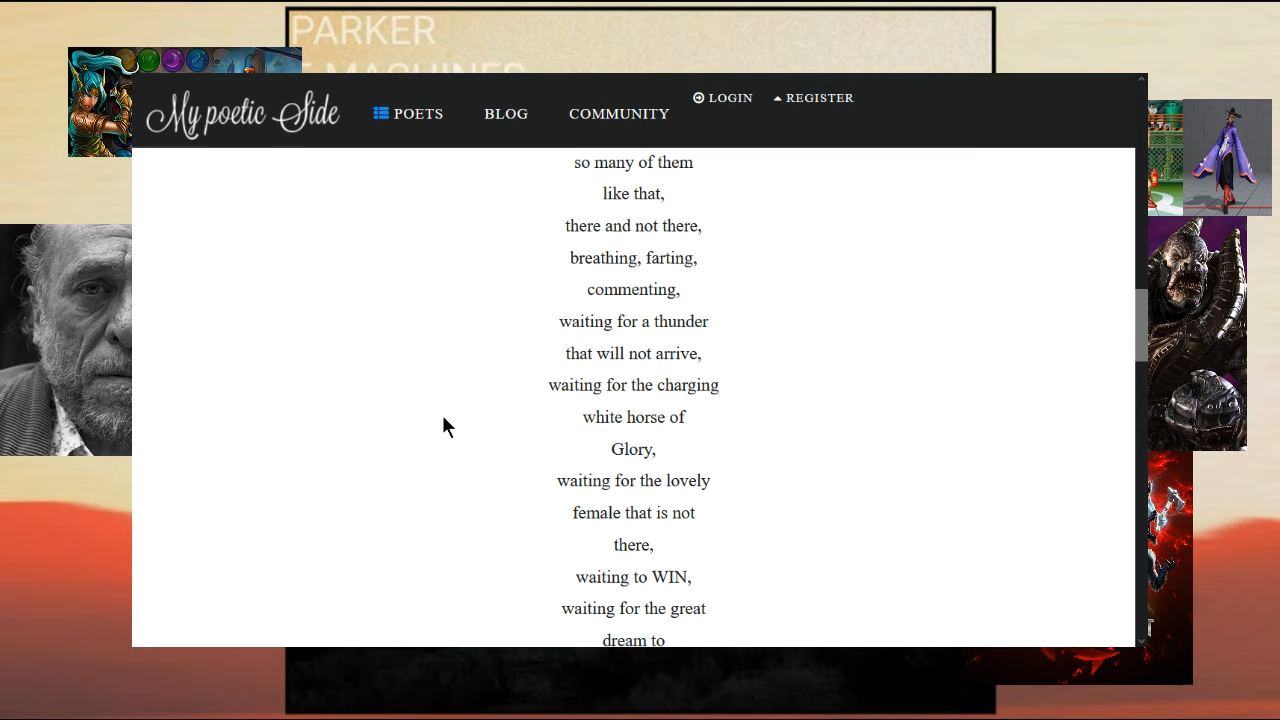 PARKER
My poetic Side
POETS
BLOG
COMMUNITY
LOGIN
REGISTER
so many of them
like that,
there and not there,
breathing, farting,
commenting,
waiting for a thunder
that will not arrive,
waiting for the charging
white horse of
Glory,
waiting for the lovely
female that is not
there,
waiting to WIN,
waiting for the great
dream to